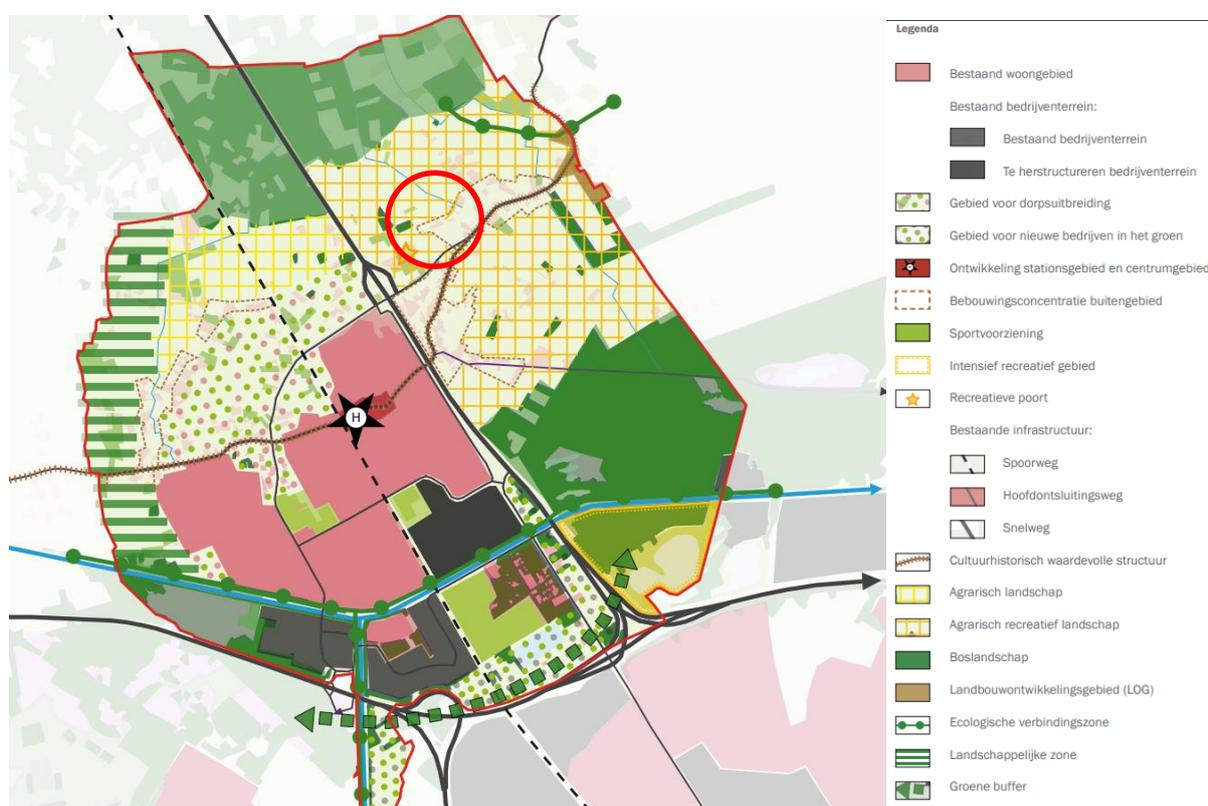 Legenda
Bestaand woongebied
Bestaand bedrijventerrein:
Bestaand bedrijventerrein
Te herstructureren bedrijventerrein
Gebied voor dorpsuitbreiding
Gebied voor nieuwe bedrijven in het groen
Ontwikkeling stationsgebied en centrumgebied
Bebouwingsconcentratie buitengebied
Sportvoorziening
Intensief recreatief gebied
Recreatieve poort
Bestaande infrastructuur:
Spoorweg
Hoofdontsluitingsweg
Snelweg
Cultuurhistorisch waardevolle structuur
Agrarisch landschap
Agrarisch recreatief landschap
Boslandschap
Landbouwontwikkelingsgebied (LOG)
Ecologische verbindingszone
Landschappelijke zone
Groene buffer
H